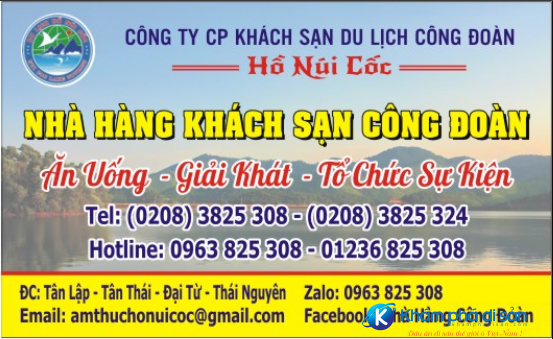 CÔNG TY CP KHÁCH SẠN DU LỊCH CÔNG ĐOÀN
Hồ Núi Cốc
NHÀ HÀNG KHÁCH SẠN CÔNG ĐOÀN
Ăn Uống - Giải Khát - Tổ Chức Sự Kiện
Tel: (0208) 3825 308 - (0208) 3825 324
Hotline: 0963 825 308 - 01236 825 308
ĐC: Tân Lập - Tân Thái - Đại Từ - Thái Nguyên Zalo: 0963 825 308
Email: amthuchonuicoc@gmail.com Facebook: Nhà Hàng Công Đoàn